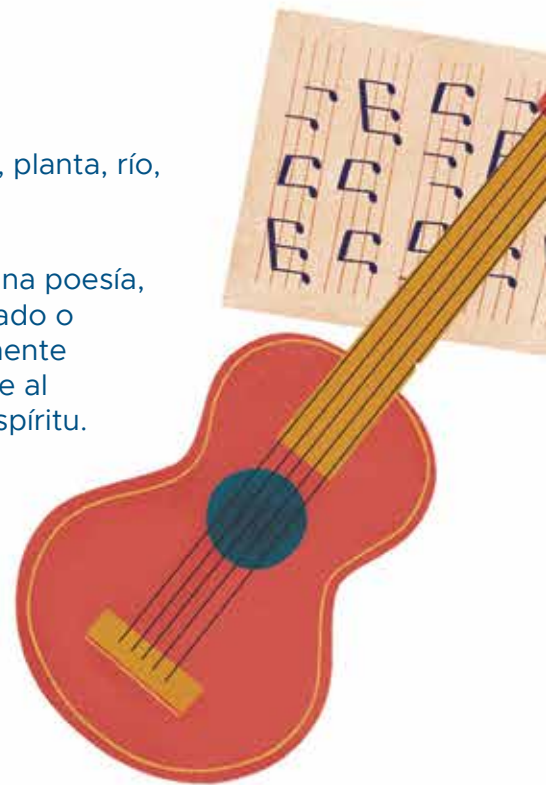 , planta, río,
na poesía,
ado o
nente
e al
spíritu.